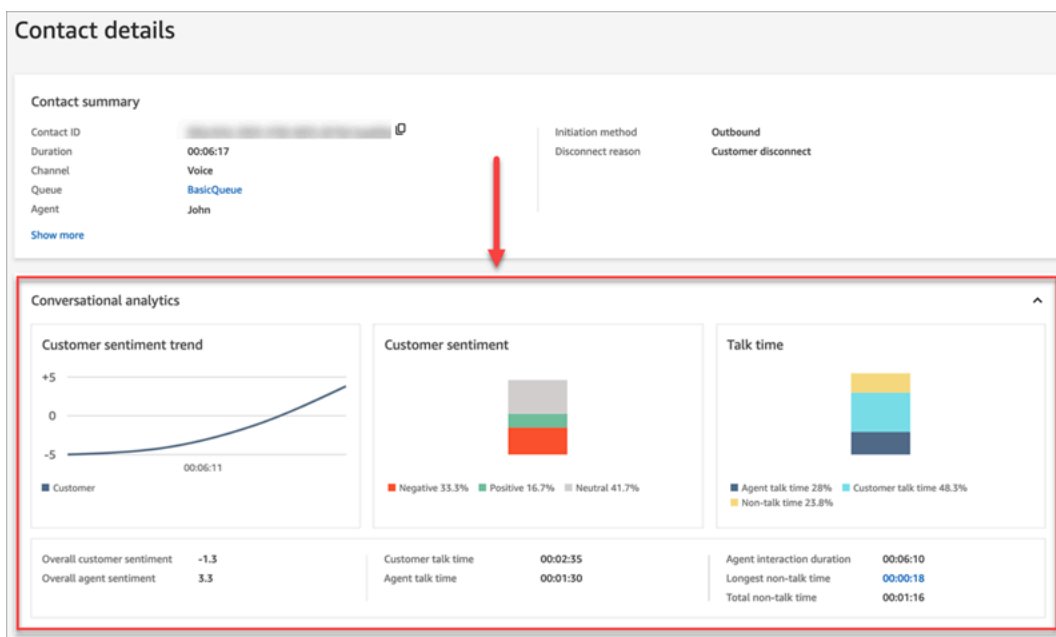 Contact details
Contact summary
Contact ID
Duration 00:06:17
Channel Voice
Queue BasicQueue
Agent John
Show more
Initiation method Outbound
Disconnect reason Customer disconnect
Conversational analytics
Customer sentiment trend
+5
0
-5
00:06:11
Customer
Customer sentiment
Negative 33.3% Positive 16.7% Neutral 41.7%
Talk time
Agent talk time 28% Customer talk time 48.3%
Non-talk time 23.8%
Overall customer sentiment -1.3
Overall agent sentiment 3.3
Customer talk time 00:02:35
Agent talk time 00:01:30
Agent interaction duration 00:06:10
Longest non-talk time 00:00:18
Total non-talk time 00:01:16